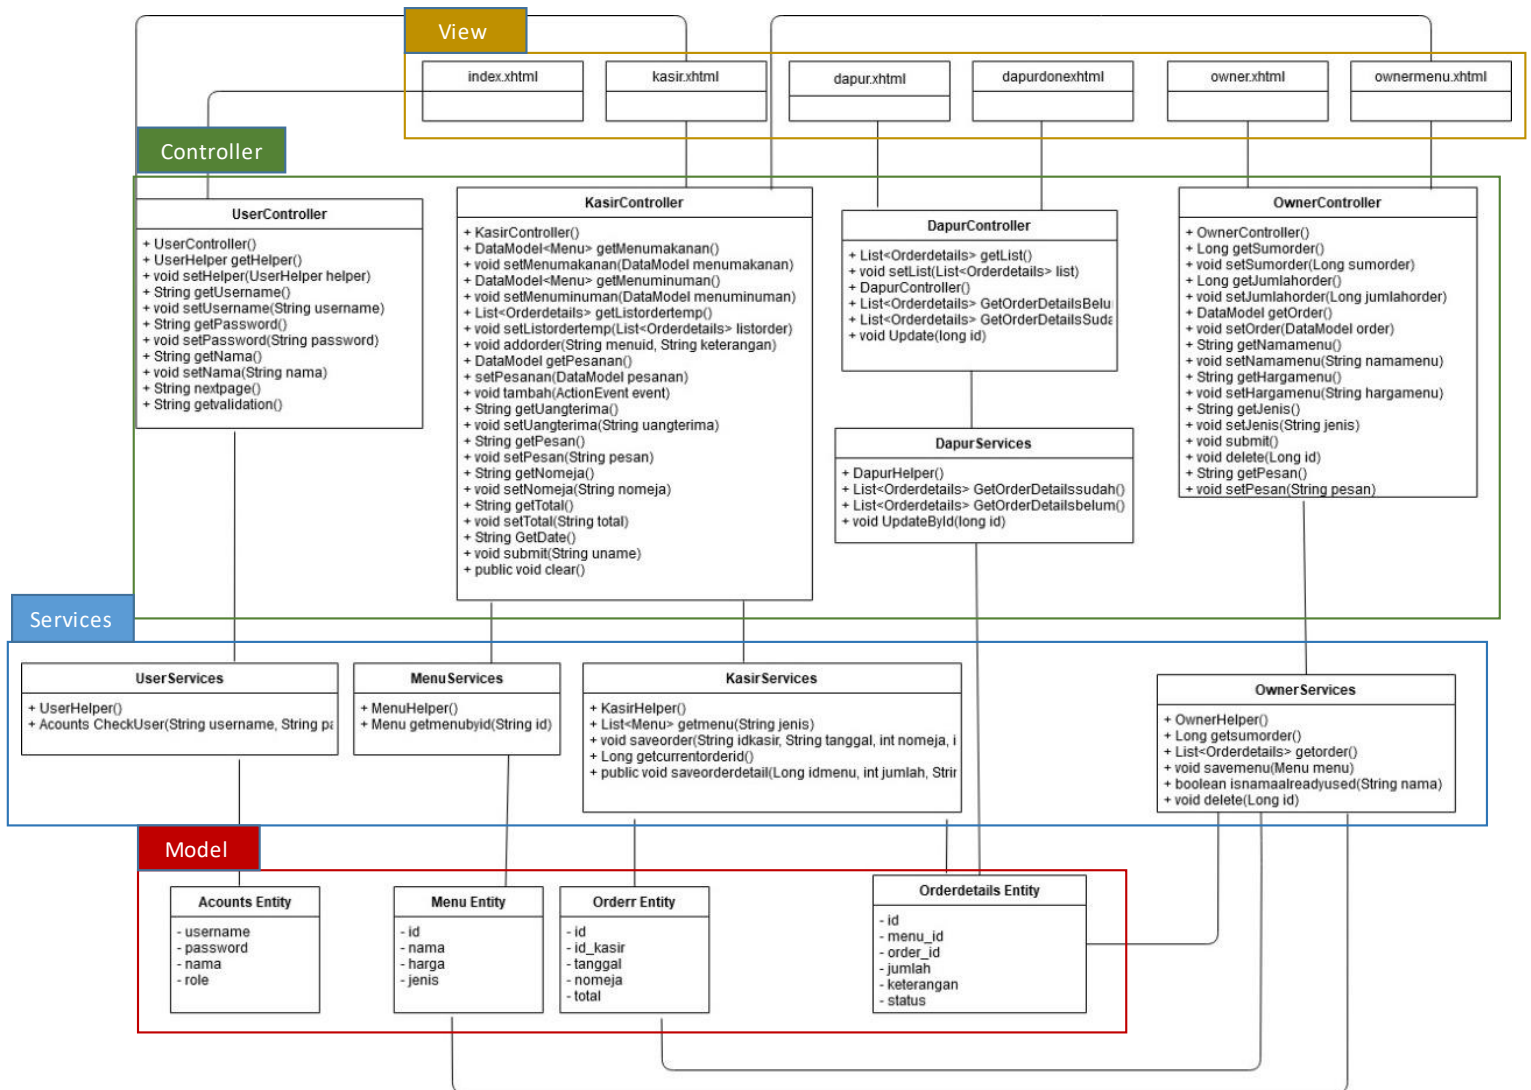 View
index.xhtml
kasir.xhtml
dapur.xhtml
dapurdonexhtml
owner.xhtml
ownermenu.xhtml
Controller
UserController
+ UserController()
+ UserHelper getHelper()
+ void setHelper(UserHelper helper)
+ String getUsername()
+ void setUsername(String username)
+ String getPassword()
+ void setPassword(String password)
+ String getNama()
+ void setNama(String nama)
+ String nextpage()
+ String getvalidation()
KasirController
+ KasirController()
+ DataModel<Menu> getMenumakanan()
+ void setMenumakanan(DataModel menumakanan)
+ DataModel<Menu> getMenuminuman()
+ void setMenuminuman(DataModel menuminuman)
+ List<Orderdetails> getListordertemp()
+ void setListordertemp(List<Orderdetails> listorder)
+ void addorder(String menuid, String keterangan)
+ DataModel getPesanan()
+ setPesanan(DataModel pesanan)
+ void tambah(ActionEvent event)
+ String getUangterima()
+ void setUangterima(String uangterima)
+ String getPesan()
+ void setPesan(String pesan)
+ String getNomeja()
+ void setNomeja(String nomeja)
+ String getTotal()
+ void setTotal(String total)
+ String GetDate()
+ void submit(String uname)
+ public void clear()
DapurController
+ List<Orderdetails> getList()
+ void setList(List<Orderdetails> list)
+ DapurController()
+ List<Orderdetails> GetOrderDetailsBelu
+ List<Orderdetails> GetOrderDetailsSuda
+ void Update(long id)
DapurServices
+ DapurHelper()
+ List<Orderdetails> GetOrderDetailssudah()
+ List<Orderdetails> GetOrderDetailsbelum()
+ void UpdateById(long id)
OwnerController
+ OwnerController()
+ Long getSumorder()
+ void setSumorder(Long sumorder)
+ Long getJumlahorder()
+ void setJumlahorder(Long jumlahorder)
+ DataModel getOrder()
+ void setOrder(DataModel order)
+ String getNamamenu()
+ void setNamamenu(String namamenu)
+ String getHargamenu()
+ void setHargamenu(String hargamenu)
+ String getJenis()
+ void setJenis(String jenis)
+ void submit()
+ void delete(Long id)
+ String getPesan()
+ void setPesan(String pesan)
Services
UserServices
+ UserHelper()
+ Acounts CheckUser(String username, String pa
MenuServices
+ MenuHelper()
+ Menu getmenubyid(String id)
KasirServices
+ KasirHelper()
+ List<Menu> getmenu(String jenis)
+ void saveorder(String idkasir, String tanggal, int nomeja, i
+ Long getcurrentorderid()
+ public void saveorderdetail(Long idmenu, int jumlah, Strir
OwnerServices
+ OwnerHelper()
+ Long getsumorder()
+ List<Orderdetails> getorder()
+ void savemenu(Menu menu)
+ boolean isnamaalreadyused(String nama)
+ void delete(Long id)
Model
Acounts Entity
- username
- password
- nama
- role
Menu Entity
- id
- nama
- harga
- jenis
Orderr Entity
- id
- id_kasir
- tanggal
- nomeja
- total
Orderdetails Entity
- id
- menu_id
- order_id
- jumlah
- keterangan
- status